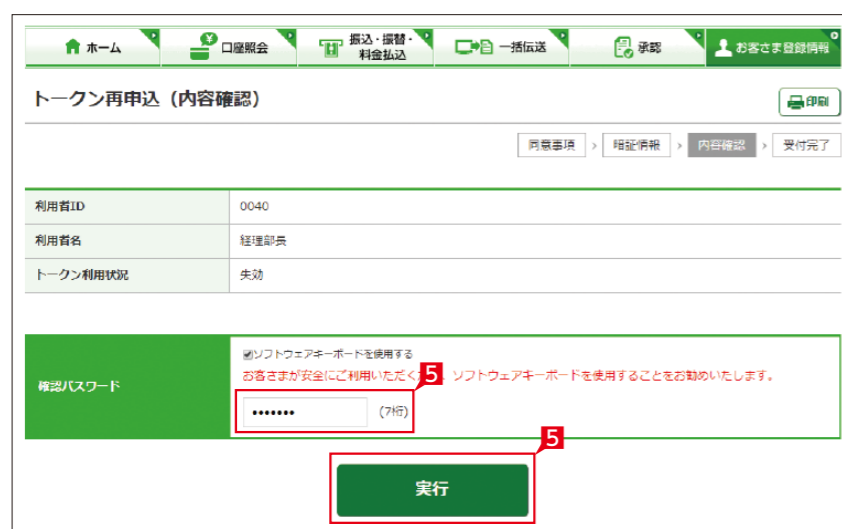 ホーム
口座照会
振込・振替・
料金払込
一括伝送
承認
お客さま登録情報
トークン再申込（内容確認）
印刷
同意事項 > 暗証情報 > 内容確認 > 受付完了
利用者ID 0040
利用者名 経理部長
トークン利用状況 失効
ソフトウェアキーボードを使用する
お客さまが安全にご利用いただく 5 ソフトウェアキーボードを使用することをお勧めいたします。
確認パスワード
••••••• (7桁)
5
実行